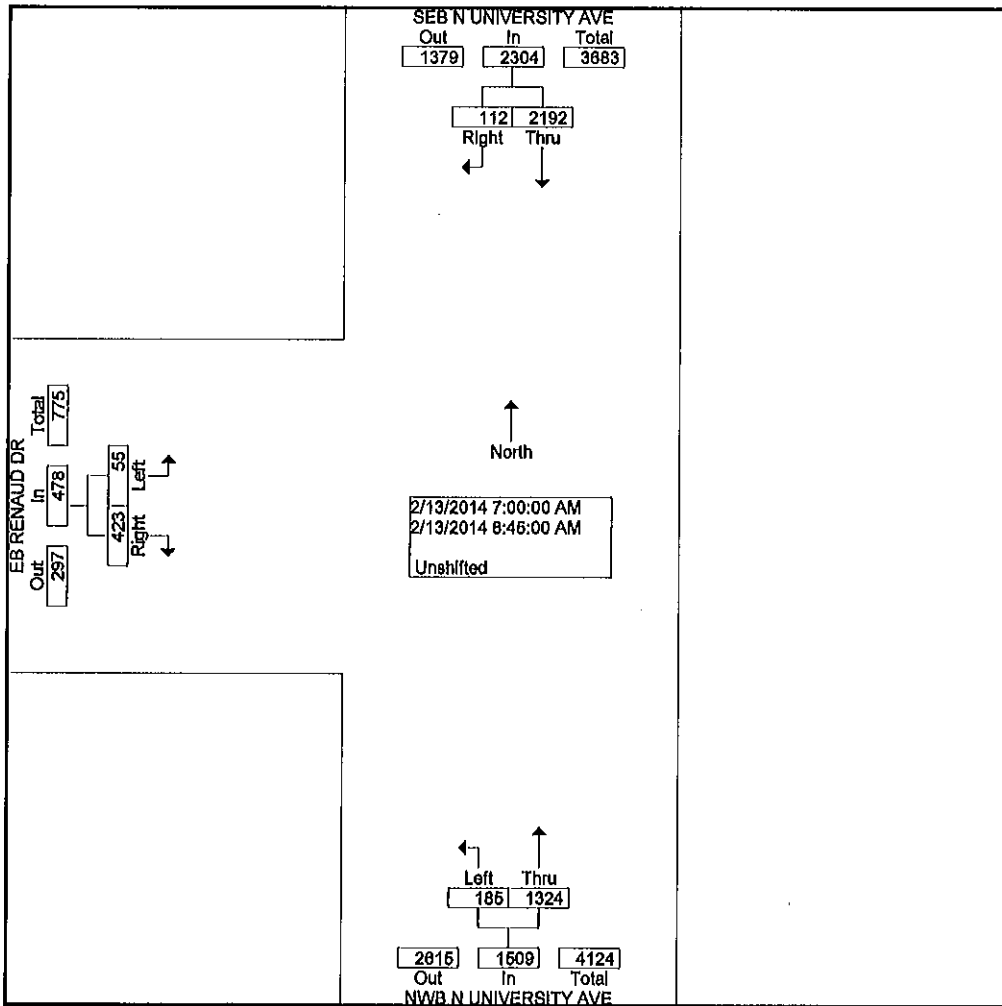 SEB N UNIVERSITY AVE
Out In Total
1379 2304 3683
112 2192
Right Thru
EB RENAUD DR
Out In Total
297 478 775
423 55
Right Left
North
2/13/2014 7:00:00 AM
2/13/2014 8:45:00 AM
Unshifted
Left Thru
185 1324
2615 1509 4124
Out In Total
NWB N UNIVERSITY AVE